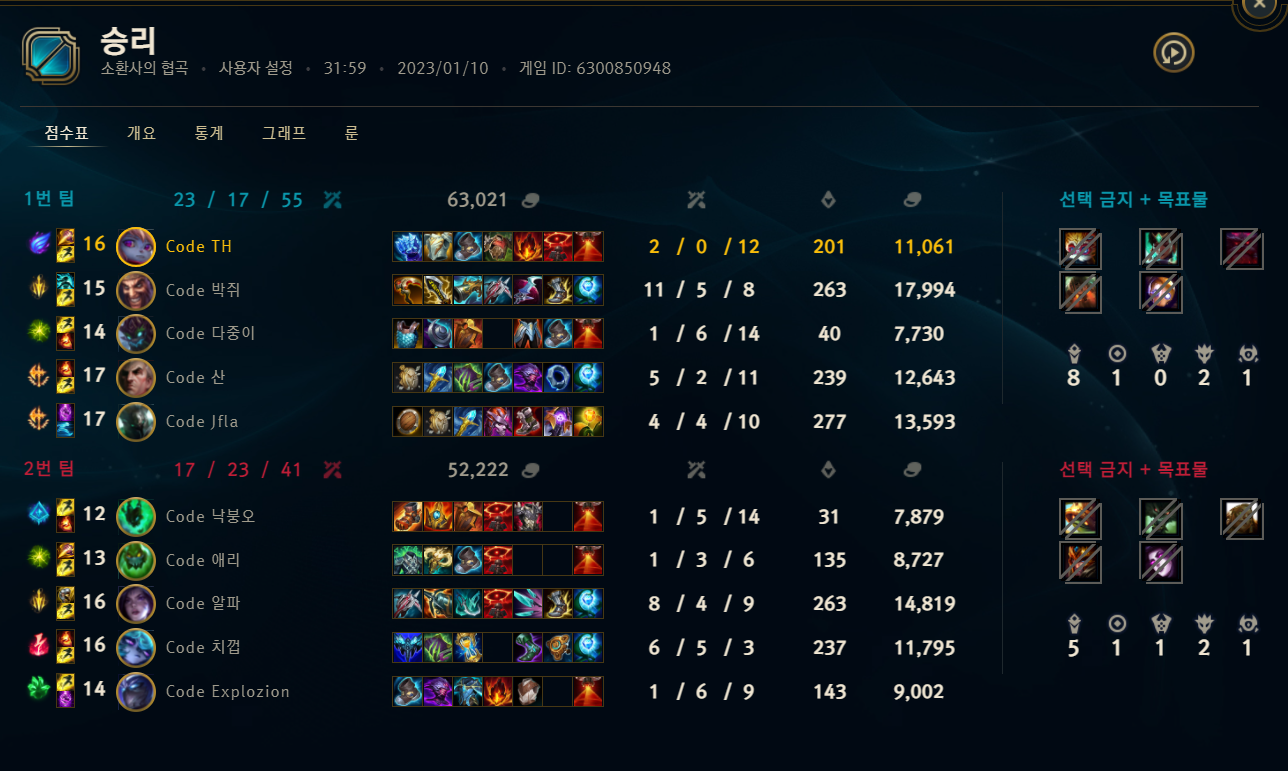 승리
소환사의 협곡 • 사용자 설정 • 31:59 • 2023/01/10 • 게임 ID: 6300850948
점수표 개요 통계 그래프 룬
1번 팀 23 / 17 / 55 63,021 선택 금지 + 목표물
16 Code TH 2 / 0 / 12 201 11,061
15 Code 박쥐 11 / 5 / 8 263 17,994
14 Code 다중이 1 / 6 / 14 40 7,730
17 Code 산 5 / 2 / 11 239 12,643
8 1 0 2 1
17 Code Jfla 4 / 4 / 10 277 13,593
2번 팀 17 / 23 / 41 52,222 선택 금지 + 목표물
12 Code 낙붕오 1 / 5 / 14 31 7,879
13 Code 애리 1 / 3 / 6 135 8,727
16 Code 알파 8 / 4 / 9 263 14,819
16 Code 치껍 6 / 5 / 3 237 11,795
5 1 1 2 1
14 Code Explozion 1 / 6 / 9 143 9,002